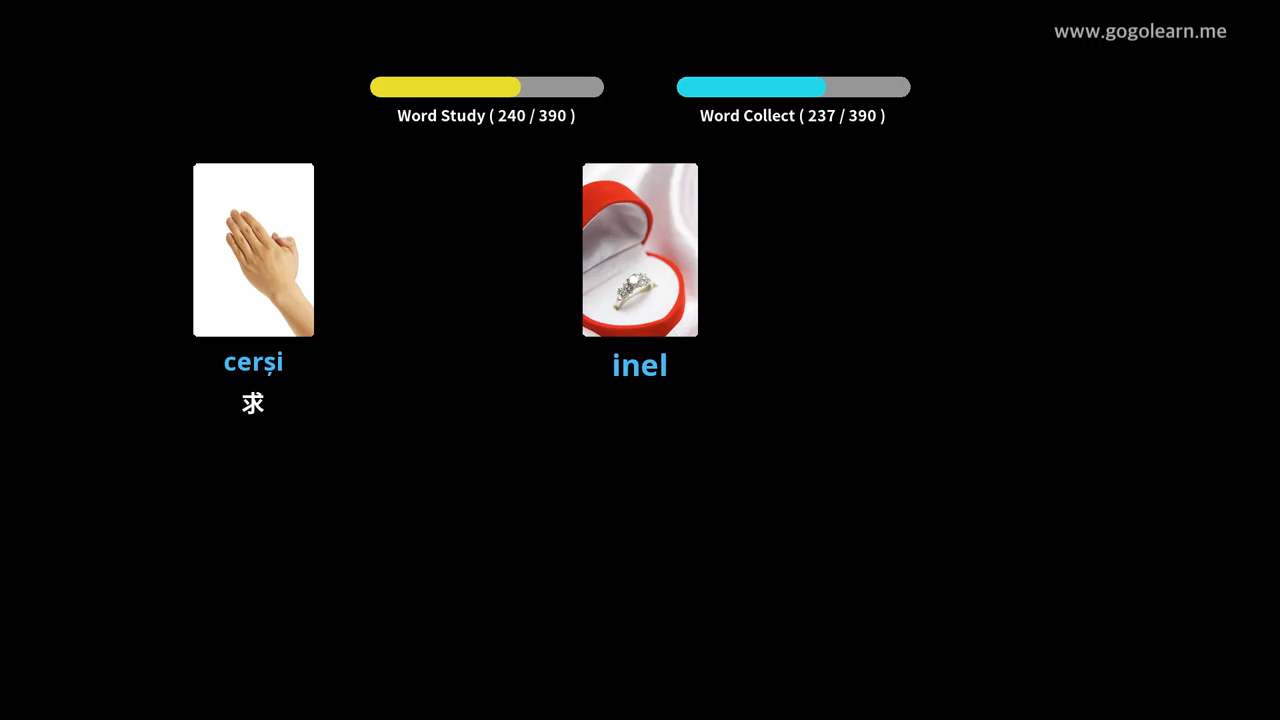 www.gogolearn.me
Word Study ( 240 / 390 )
Word Collect ( 237 / 390 )
cerși
inel
求